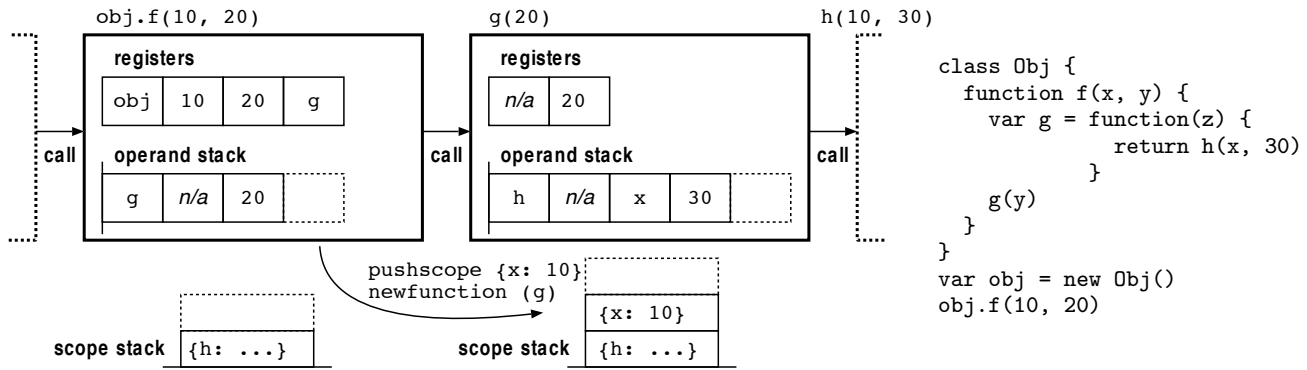 obj.f(10, 20)
g(20)
h(10, 30)
registers
obj 10 20 g
registers
n/a 20
call
operand stack
g n/a 20
call
operand stack
h n/a x 30
call
pushscope {x: 10}
newfunction (g)
scope stack
{h: ...}
scope stack
{x: 10}
{h: ...}
class Obj {
function f(x, y) {
var g = function(z) {
return h(x, 30)
}
g(y)
}
}
var obj = new Obj()
obj.f(10, 20)